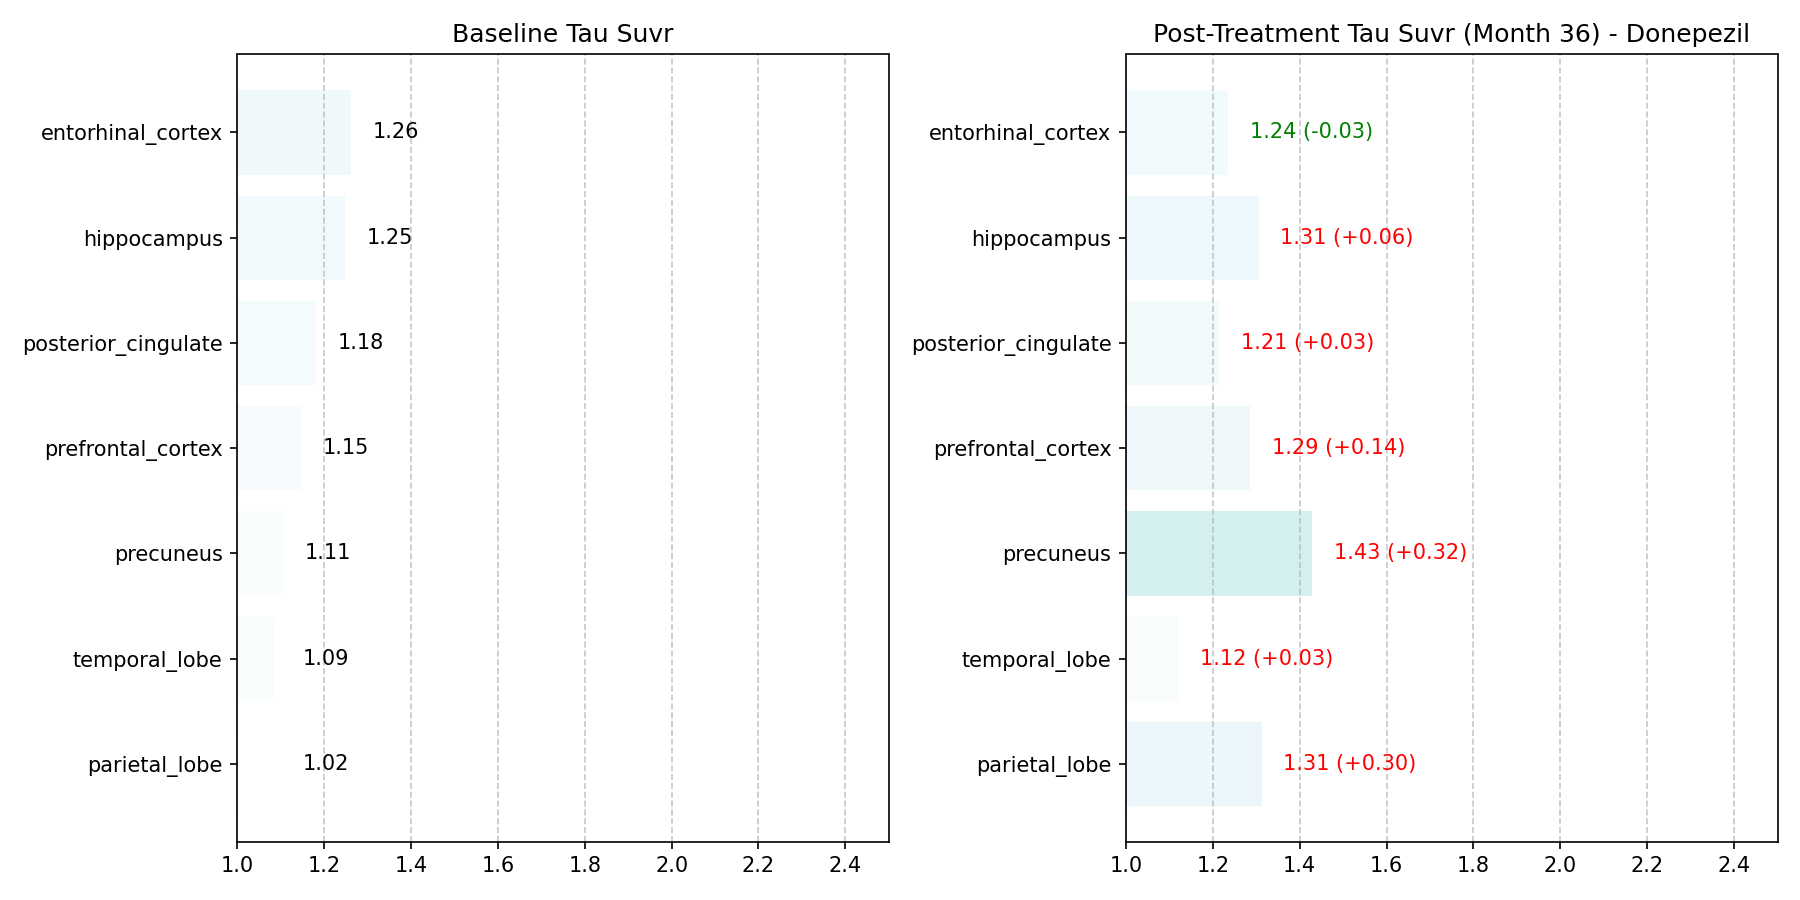 Baseline Tau Suvr
entorhinal_cortex 1.26
hippocampus 1.25
posterior_cingulate 1.18
prefrontal_cortex 1.15
precuneus 1.11
temporal_lobe 1.09
parietal_lobe 1.02
1.0 1.2 1.4 1.6 1.8 2.0 2.2 2.4
Post-Treatment Tau Suvr (Month 36) - Donepezil
entorhinal_cortex 1.24 (-0.03)
hippocampus 1.31 (+0.06)
posterior_cingulate 1.21 (+0.03)
prefrontal_cortex 1.29 (+0.14)
precuneus 1.43 (+0.32)
temporal_lobe 1.12 (+0.03)
parietal_lobe 1.31 (+0.30)
1.0 1.2 1.4 1.6 1.8 2.0 2.2 2.4